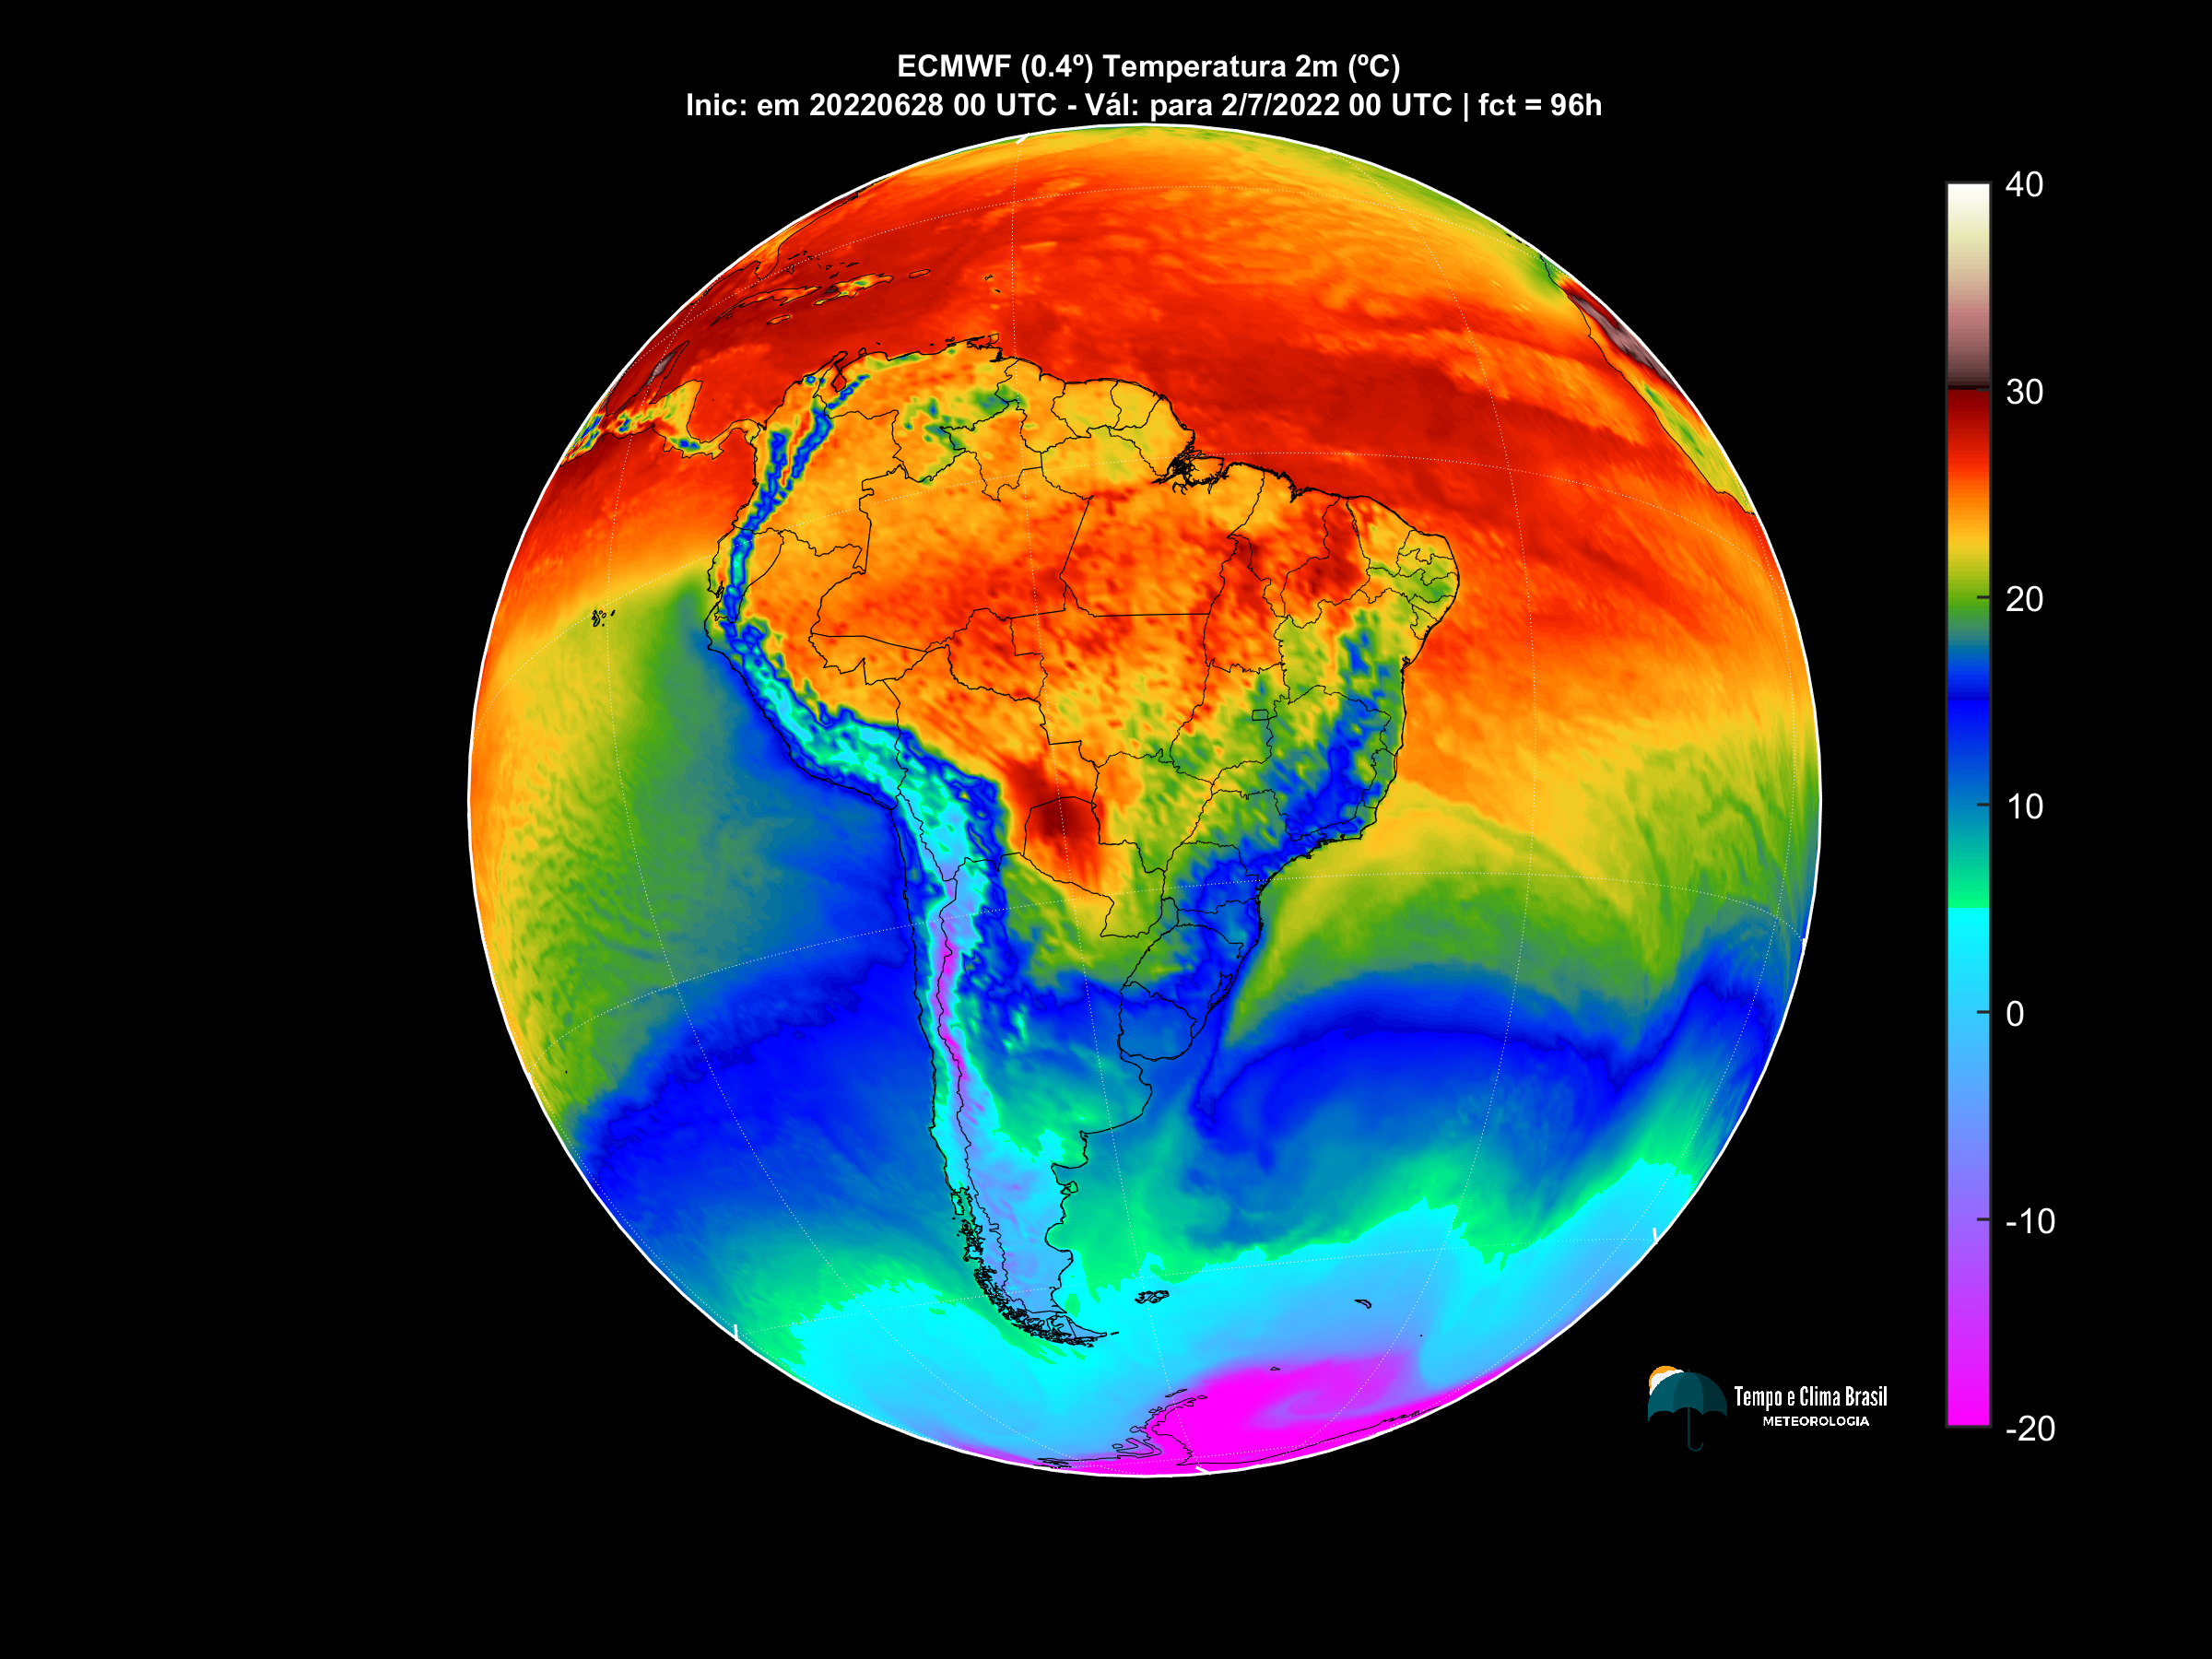 ECMWF (0.4º) Temperatura 2m (ºC)
Inic: em 20220628 00 UTC - Vál: para 2/7/2022 00 UTC | fct = 96h
40
30
20
10
0
-10
-20
Tempo e Clima Brasil
METEOROLOGIA